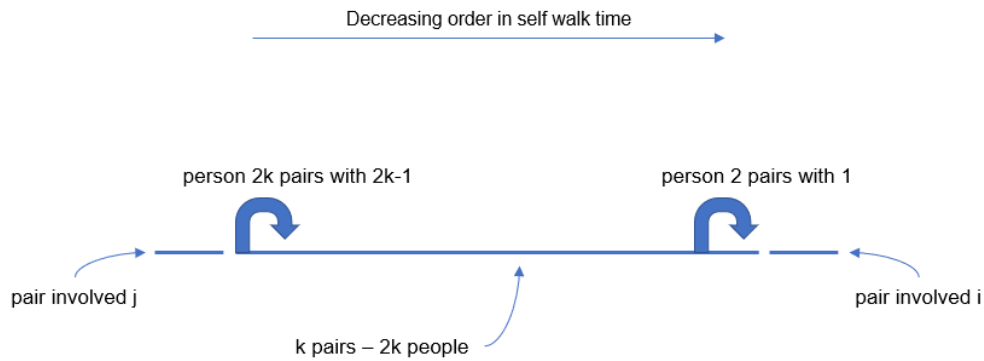 Decreasing order in self walk time
person 2k pairs with 2k-1
person 2 pairs with 1
pair involved j
pair involved i
k pairs – 2k people